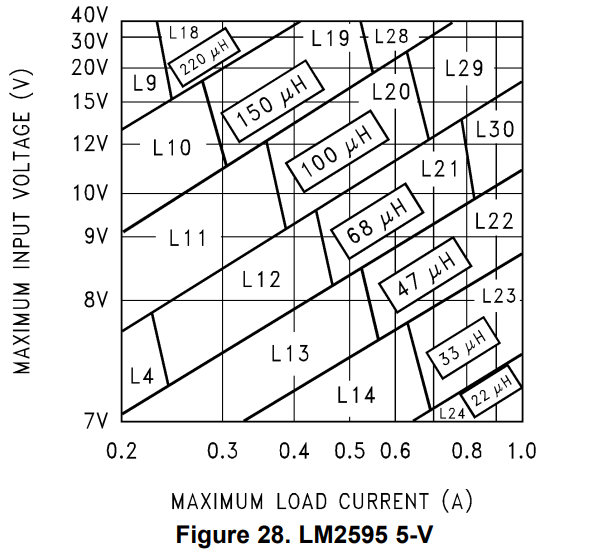 40V
30V
20V
15V
12V
10V
9V
8V
7V
MAXIMUM INPUT VOLTAGE (V)
L18
220 μH
L19
L28
L9
L29
150 μH
L20
L10
L30
100 μH
L21
68 μH
L22
L11
47 μH
L12
L23
33 μH
L13
L4
L14
22 μH
L24
0.2 0.3 0.4 0.5 0.6 0.8 1.0
MAXIMUM LOAD CURRENT (A)
Figure 28. LM2595 5-V